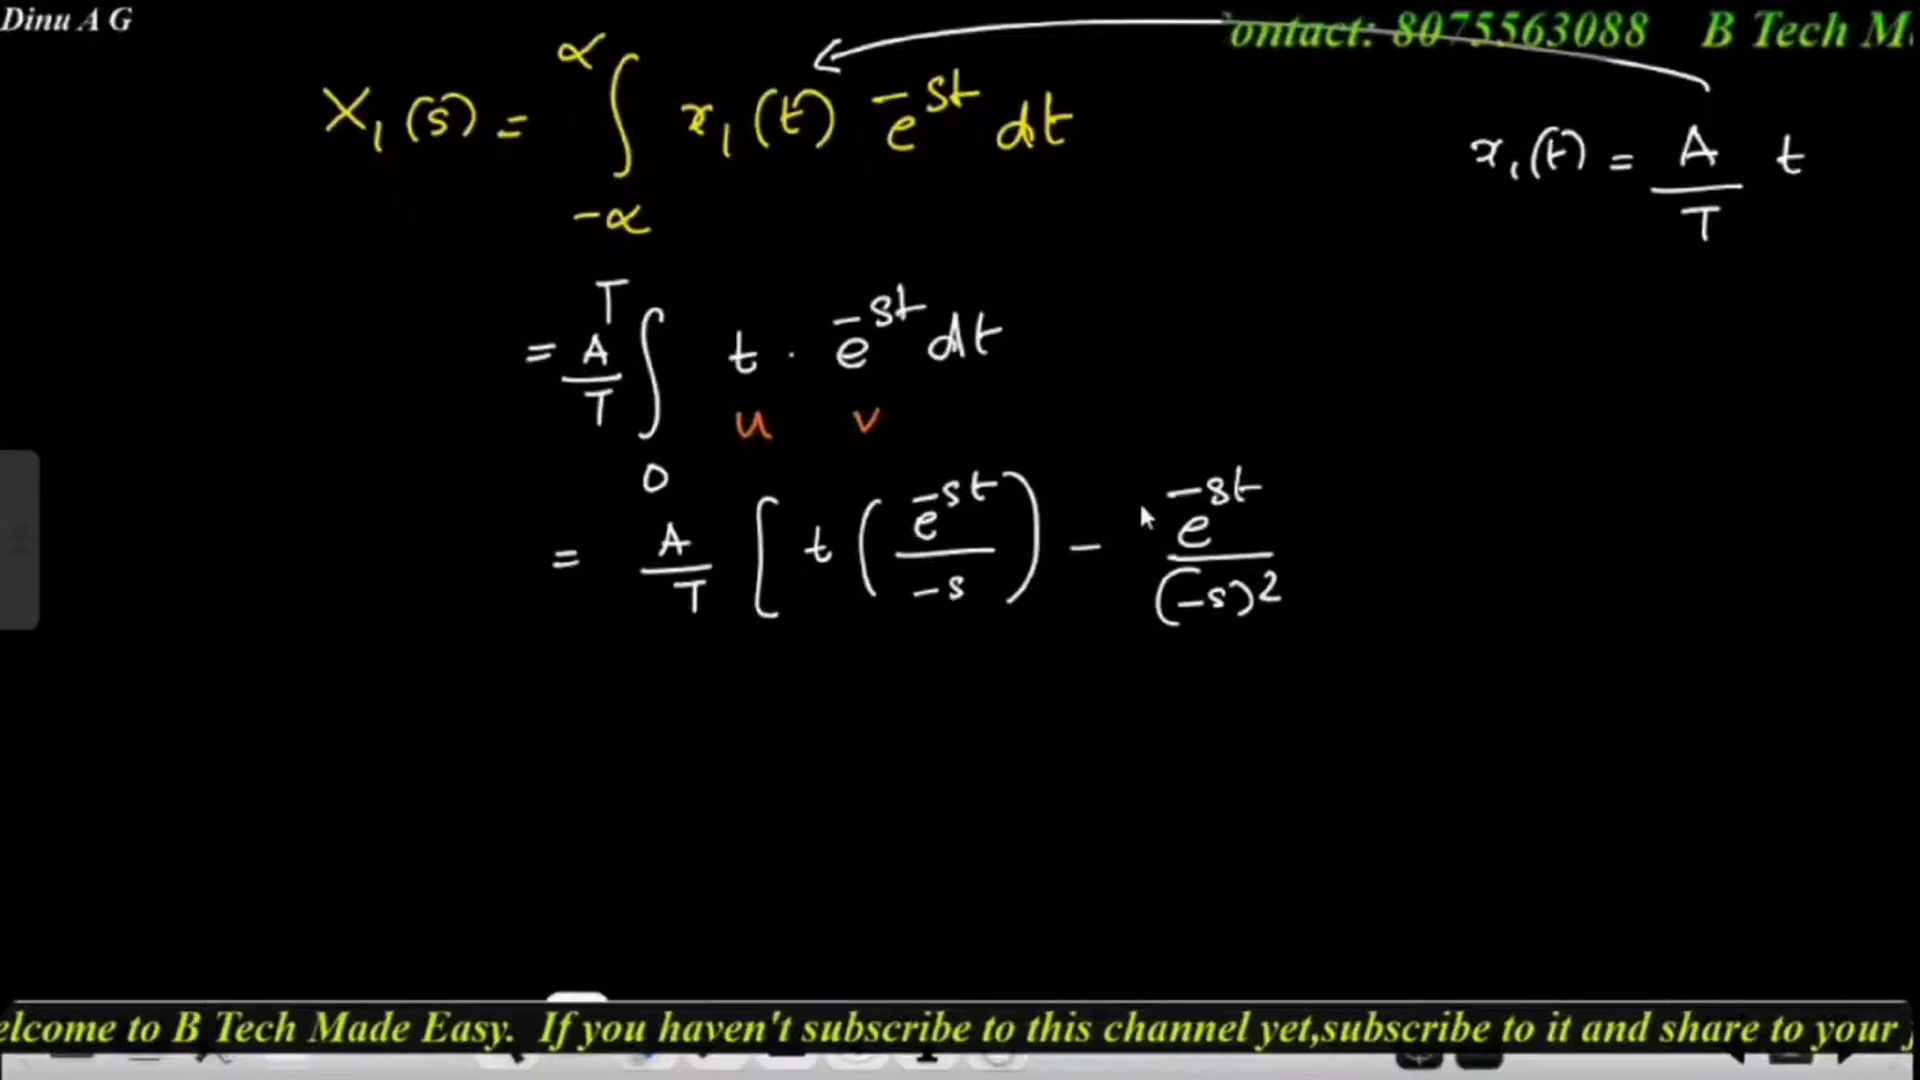 Dinu A G
ontact: 8075563088 B Tech M
X₁(s) = ∫_{-∝}^{∝} x₁(t) e^{-st} dt
x₁(t) = A/T t
= A/T ∫_{0}^{T} t . e^{-st} dt
u v
= A/T [ t ( e^{-st}/-s ) - e^{-st}/(-s)²
elcome to B Tech Made Easy. If you haven't subscribe to this channel yet,subscribe to it and share to your